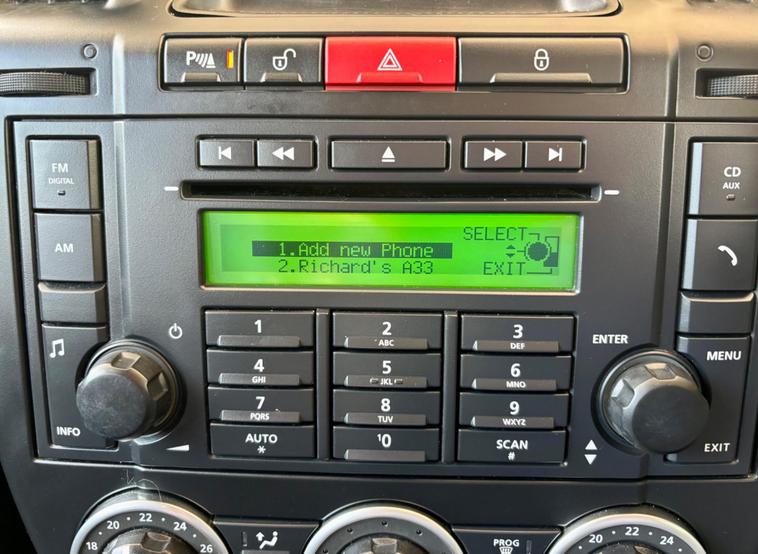 P
FM
DIGITAL
CD
AUX
SELECT
1.Add new Phone
2.Richard's A33
EXIT
AM
1
2
ABC
3
DEF
ENTER
MENU
4
GHI
5
JKL
6
MNO
7
PQRS
8
TUV
9
WXYZ
INFO
AUTO
*
0
SCAN
#
EXIT
18 20 22 24 26
PROG
20 22 24